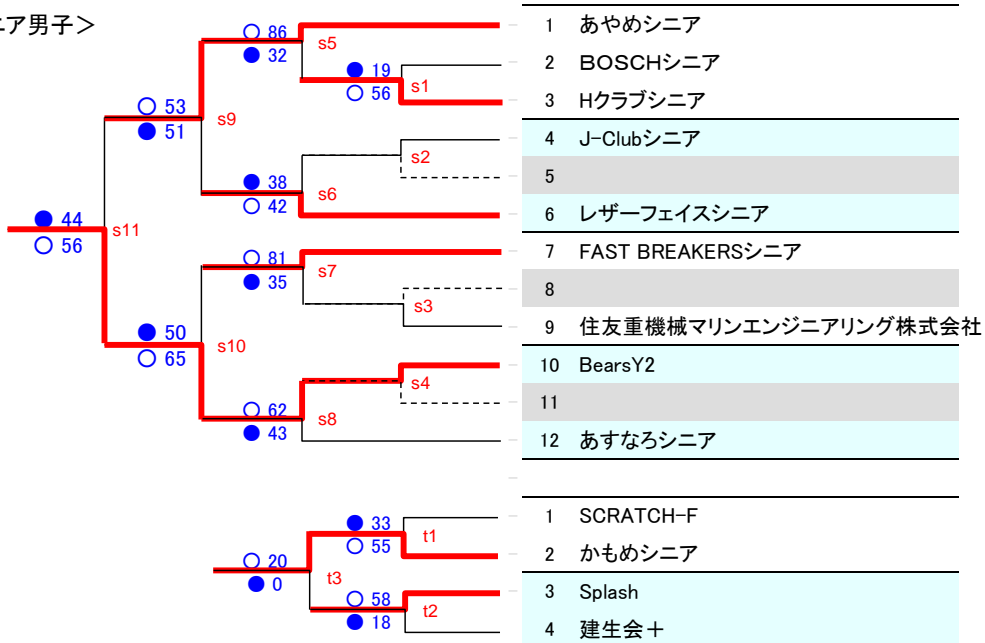 ニア男子＞
○ 86
● 32
s5
1 あやめシニア
● 19
○ 56
s1
2 BOSCHシニア
3 Hクラブシニア
○ 53
● 51
s9
s2
4 J-Clubシニア
5
● 38
○ 42
s6
6 レザーフェイスシニア
● 44
○ 56
s11
○ 81
● 35
s7
7 FAST BREAKERSシニア
8
s3
9 住友重機械マリンエンジニアリング株式会社
● 50
○ 65
s10
s4
10 BearsY2
11
○ 62
● 43
s8
12 あすなろシニア
● 33
○ 55
t1
1 SCRATCH-F
2 かもめシニア
○ 20
● 0
t3
○ 58
● 18
t2
3 Splash
4 建生会＋